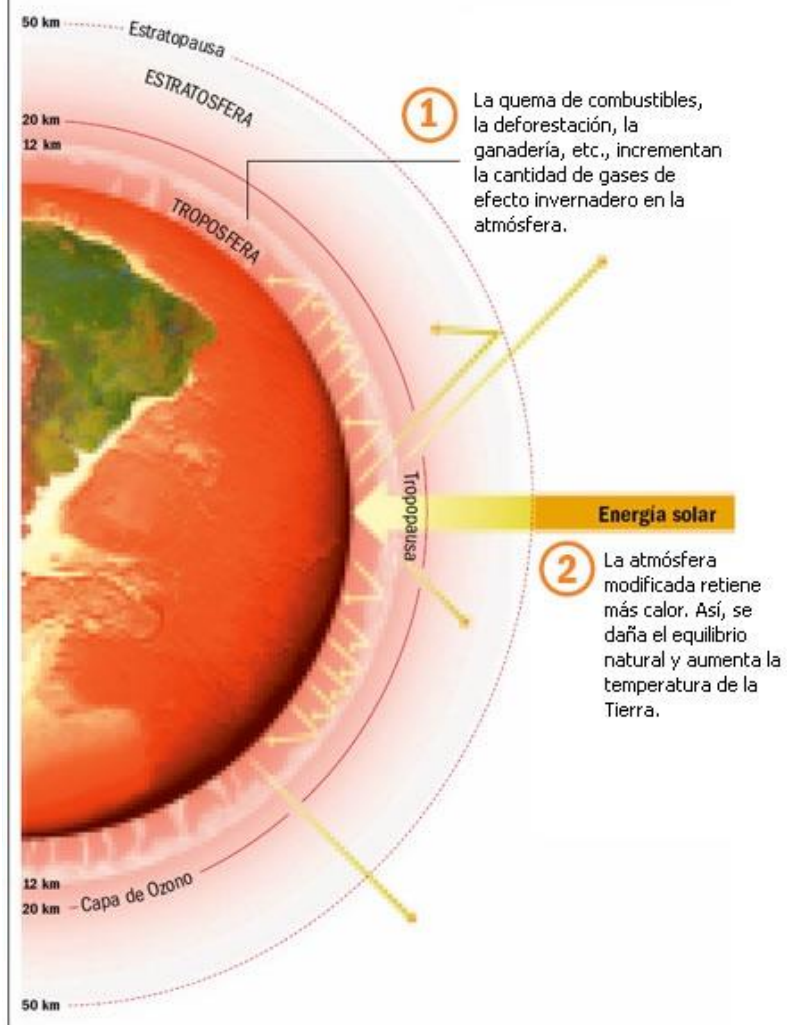 50 km
Estratopausa
ESTRATOSFERA
20 km
12 km
TROPOSFERA
1
La quema de combustibles,
la deforestación, la
ganadería, etc., incrementan
la cantidad de gases de
efecto invernadero en la
atmósfera.
Tropopausa
Energía solar
2
La atmósfera
modificada retiene
más calor. Así, se
daña el equilibrio
natural y aumenta la
temperatura de la
Tierra.
12 km
20 km
Capa de Ozono
50 km